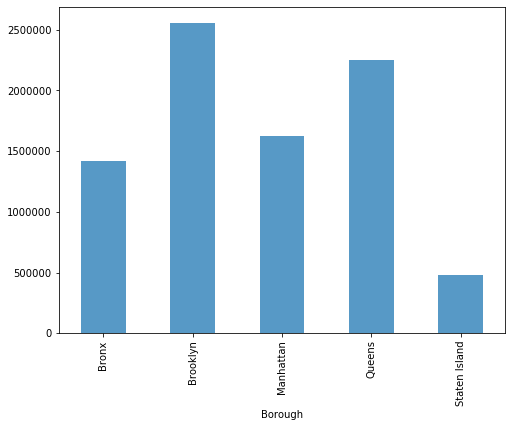 2500000
2000000
1500000
1000000
500000
0
Bronx
Brooklyn
Manhattan
Queens
Staten Island
Borough